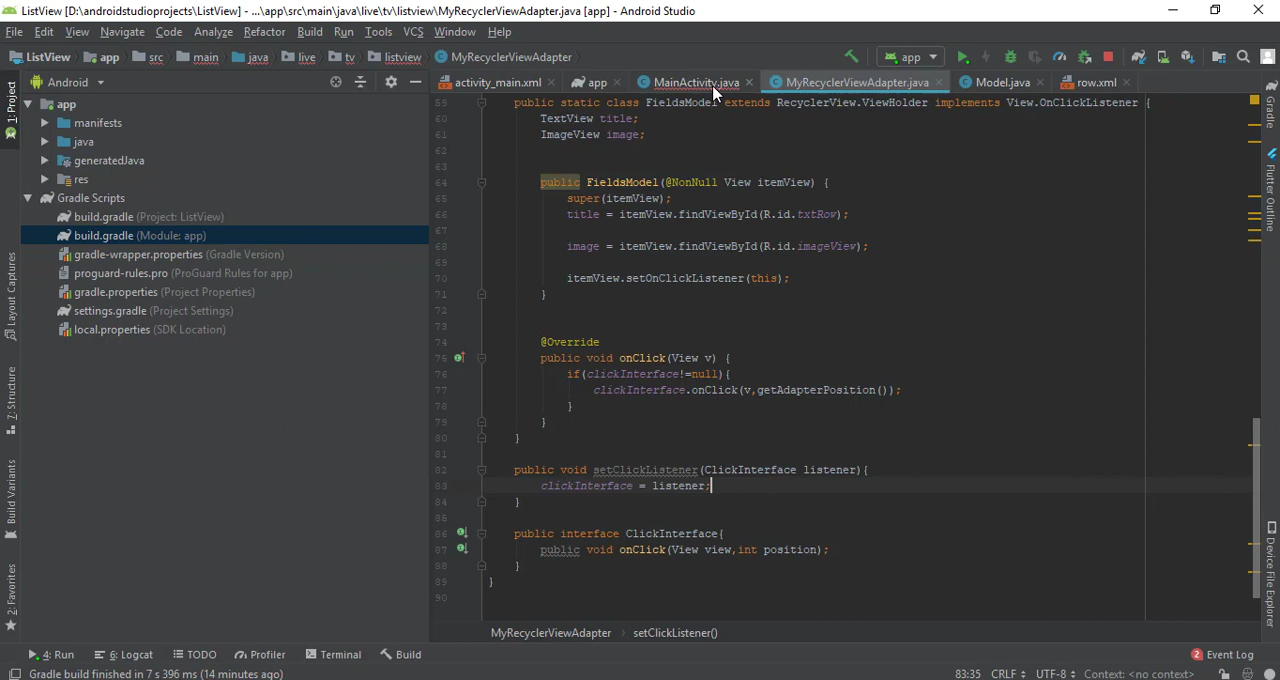 ListView [D:\androidstudioprojects\ListView] - ...\app\src\main\java\live\tv\listview\MyRecyclerViewAdapter.java [app] - Android Studio
File Edit View Navigate Code Analyze Refactor Build Run Tools VCS Window Help
ListView app src main java live tv listview MyRecyclerViewAdapter app
Android activity_main.xml app MainActivity.java MyRecyclerViewAdapter.java Model.java row.xml
1: Project
Layout Captures
7: Structure
Build Variants
2: Favorites
app
manifests
java
generatedJava
res
Gradle Scripts
build.gradle (Project: ListView)
build.gradle (Module: app)
gradle-wrapper.properties (Gradle Version)
proguard-rules.pro (ProGuard Rules for app)
gradle.properties (Project Properties)
settings.gradle (Project Settings)
local.properties (SDK Location)
59 public static class FieldsModel extends RecyclerView.ViewHolder implements View.OnClickListener {
60 TextView title;
61 ImageView image;
62
63
64 public FieldsModel(@NonNull View itemView) {
65 super(itemView);
66 title = itemView.findViewById(R.id.txtRow);
67
68 image = itemView.findViewById(R.id.imageView);
69
70 itemView.setOnClickListener(this);
71 }
72
73
74 @Override
75 public void onClick(View v) {
76 if(clickInterface!=null){
77 clickInterface.onClick(v,getAdapterPosition());
78 }
79 }
80 }
81
82 public void setClickListener(ClickInterface listener){
83 clickInterface = listener;
84 }
85
86 public interface ClickInterface{
87 public void onClick(View view,int position);
88 }
89 }
90
MyRecyclerViewAdapter › setClickListener()
Gradle
Flutter Outline
Device File Explorer
4: Run 6: Logcat TODO Profiler Terminal Build 2 Event Log
Gradle build finished in 7 s 396 ms (14 minutes ago) 83:35 CRLF UTF-8 Context: <no context>